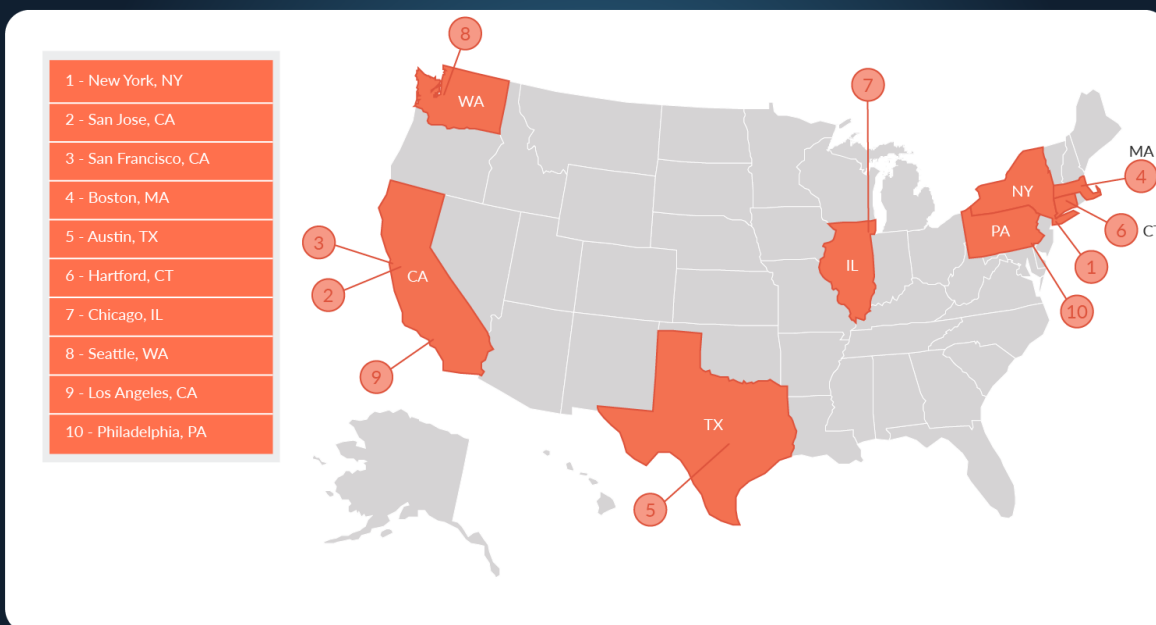 1 - New York, NY
2 - San Jose, CA
3 - San Francisco, CA
4 - Boston, MA
5 - Austin, TX
6 - Hartford, CT
7 - Chicago, IL
8 - Seattle, WA
9 - Los Angeles, CA
10 - Philadelphia, PA
8
WA
7
MA
4
NY
PA
6
CT
3
CA
IL
1
2
10
9
TX
5